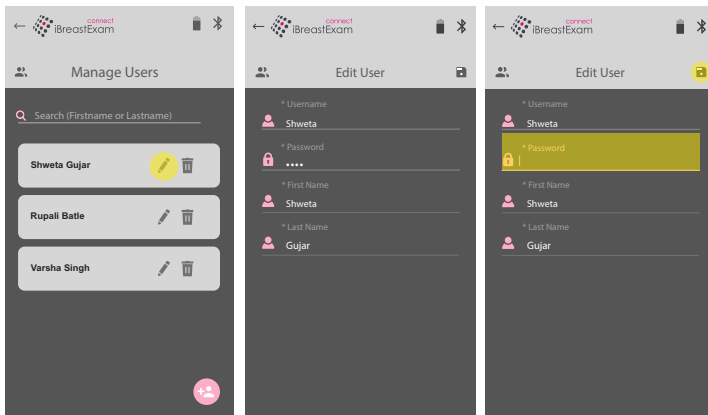 connect
iBreastExam
Manage Users
Search (Firstname or Lastname)
Shweta Gujar
Rupali Batle
Varsha Singh
connect
iBreastExam
Edit User
* Username
Shweta
* Password
••••
* First Name
Shweta
* Last Name
Gujar
connect
iBreastExam
Edit User
* Username
Shweta
* Password
* First Name
Shweta
* Last Name
Gujar